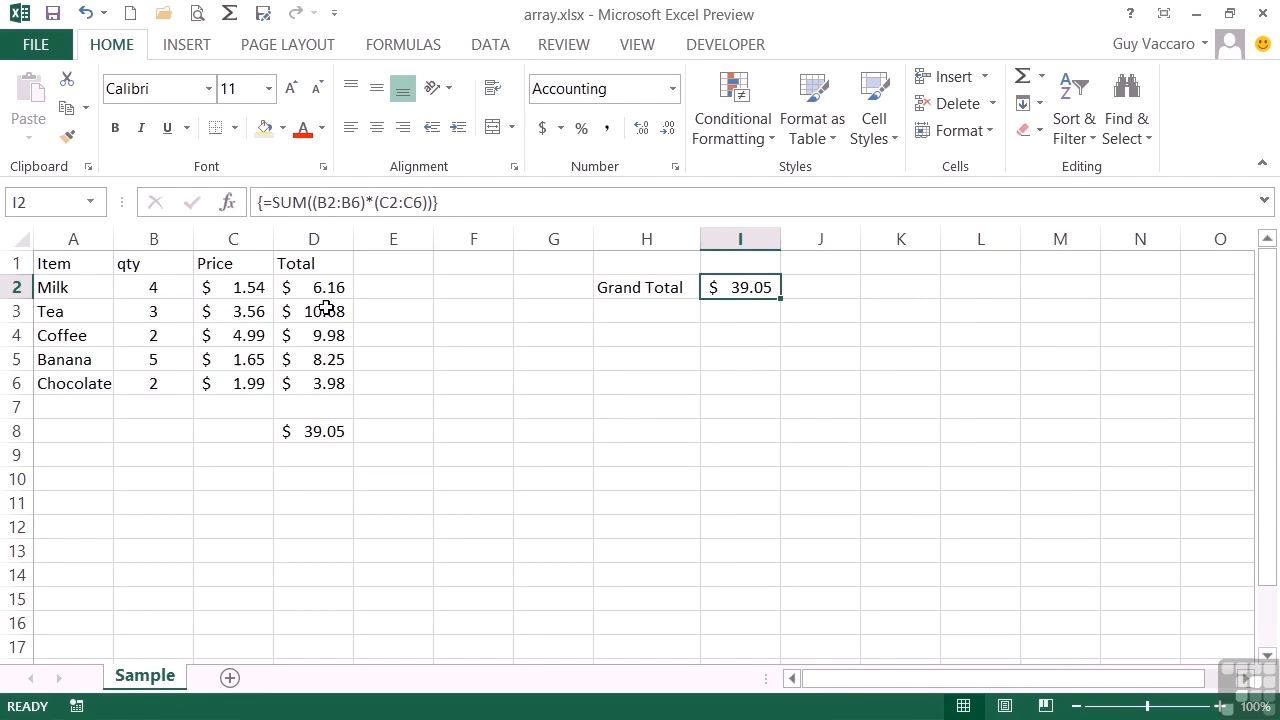 array.xlsx - Microsoft Excel Preview
FILE HOME INSERT PAGE LAYOUT FORMULAS DATA REVIEW VIEW DEVELOPER Guy Vaccaro
Paste
Calibri 11
B I U
Accounting
$ % ,
Conditional Formatting
Format as Table
Cell Styles
Insert
Delete
Format
Sort & Filter
Find & Select
Clipboard Font Alignment Number Styles Cells Editing
I2 fx {=SUM((B2:B6)*(C2:C6))}
A B C D E F G H I J K L M N O
1 Item qty Price Total
2 Milk 4 $ 1.54 $ 6.16 Grand Total $ 39.05
3 Tea 3 $ 3.56 $ 10.68
4 Coffee 2 $ 4.99 $ 9.98
5 Banana 5 $ 1.65 $ 8.25
6 Chocolate 2 $ 1.99 $ 3.98
7
8 $ 39.05
9
10
11
12
13
14
15
16
17
Sample
READY 100%